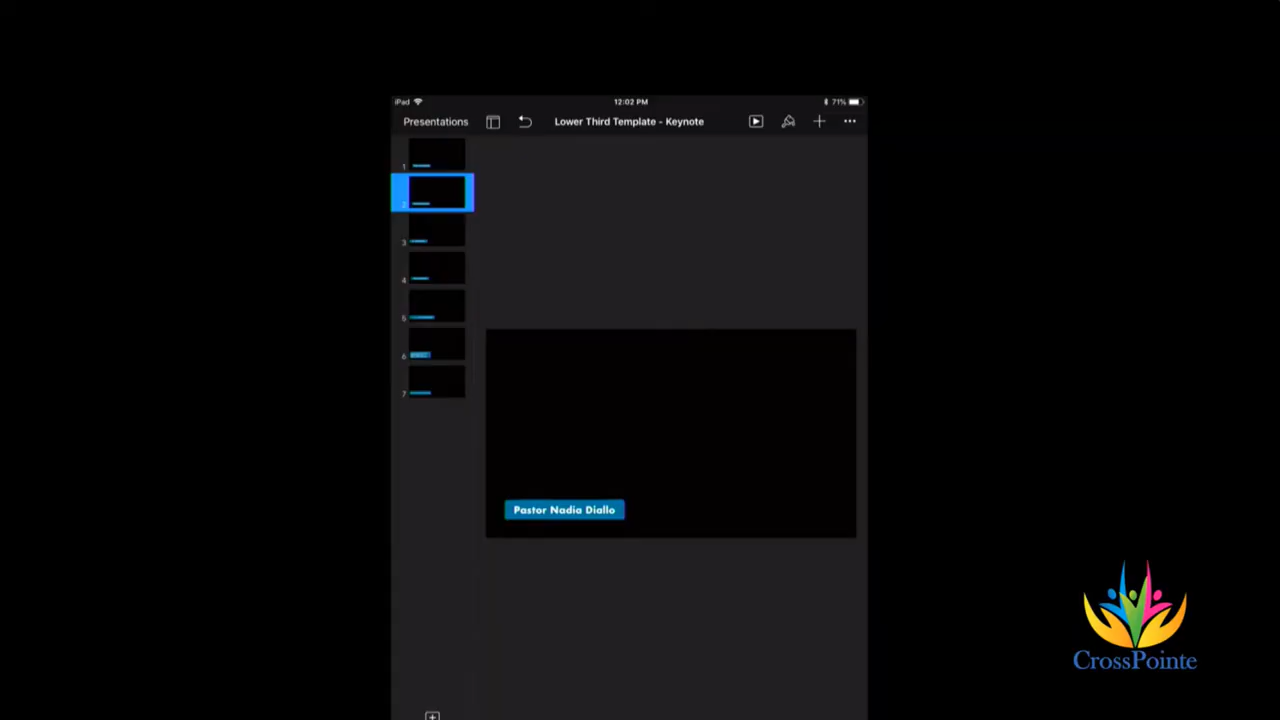 iPad 12:02 PM 71%
Presentations Lower Third Template - Keynote
1
2
3
4
5
6
7
Pastor Nadia Diallo
CrossPointe